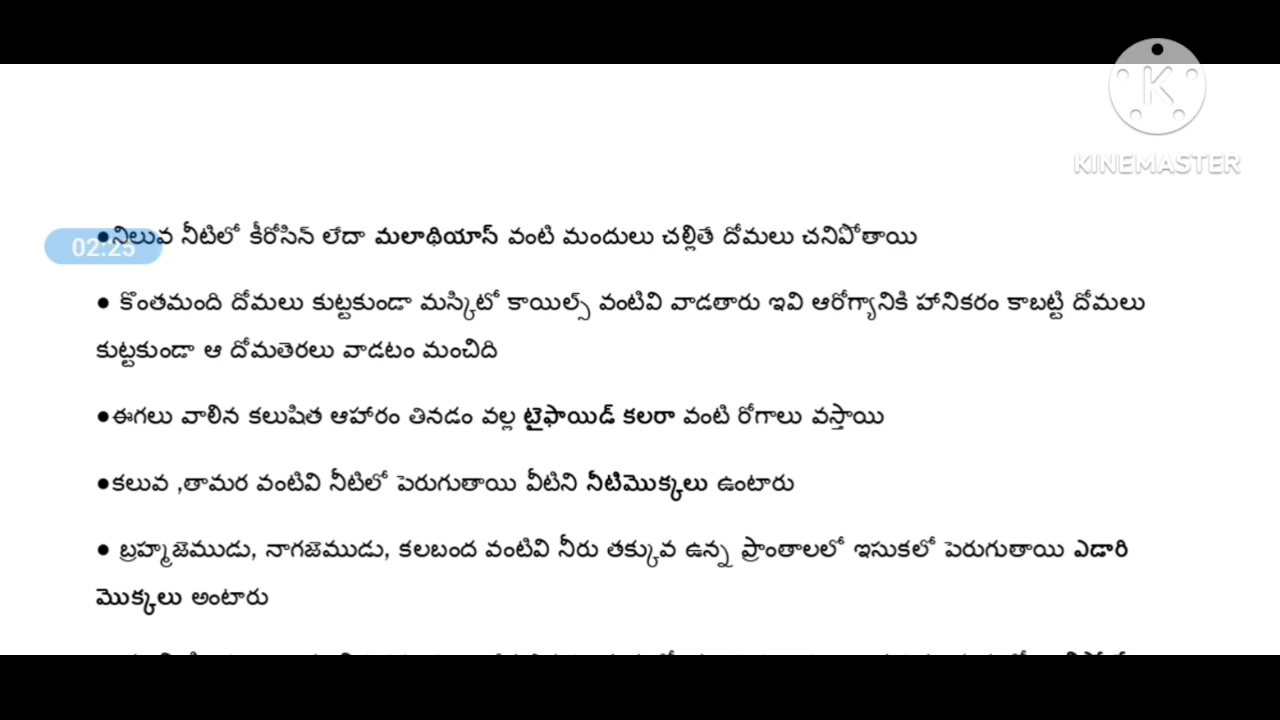 KINEMASTER
●నిలువ నీటిలో కీరోసిన్ లేదా మలాథియాస్ వంటి మందులు చల్లితే దోమలు చనిపోతాయి
02:25
● కొంతమంది దోమలు కుట్టకుండా మస్కిటో కాయిల్స్ వంటివి వాడతారు ఇవి ఆరోగ్యానికి హానికరం కాబట్టి దోమలు
కుట్టకుండా ఆ దోమతెరలు వాడటం మంచిది
●ఈగలు వాలిన కలుషిత ఆహారం తినడం వల్ల టైఫాయిడ్ కలరా వంటి రోగాలు వస్తాయి
●కలువ ,తామర వంటివి నీటిలో పెరుగుతాయి వీటిని నీటిమొక్కలు ఉంటారు
● బ్రహ్మజెముడు, నాగజెముడు, కలబంద వంటివి నీరు తక్కువ ఉన్న ప్రాంతాలలో ఇసుకలో పెరుగుతాయి ఎడారి
మొక్కలు అంటారు